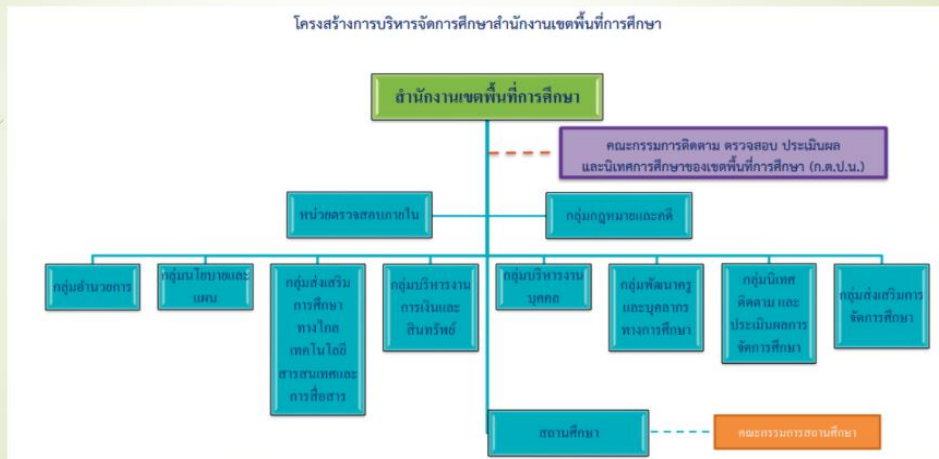 โครงสร้างการบริหารจัดการศึกษาสำนักงานเขตพื้นที่การศึกษา
สำนักงานเขตพื้นที่การศึกษา
คณะกรรมการติดตาม ตรวจสอบ ประเมินผล
และนิเทศการศึกษาของเขตพื้นที่การศึกษา (ก.ต.ป.น.)
หน่วยตรวจสอบภายใน
กลุ่มกฎหมายและคดี
กลุ่มอำนวยการ
กลุ่มนโยบายและ
แผน
กลุ่มส่งเสริม
การศึกษา
ทางไกล
เทคโนโลยี
สารสนเทศและ
การสื่อสาร
กลุ่มบริหารงาน
การเงินและ
สินทรัพย์
กลุ่มบริหารงาน
บุคคล
กลุ่มพัฒนาครู
และบุคลากร
ทางการศึกษา
กลุ่มนิเทศ
ติดตาม และ
ประเมินผลการ
จัดการศึกษา
กลุ่มส่งเสริมการ
จัดการศึกษา
สถานศึกษา
คณะกรรมการสถานศึกษา